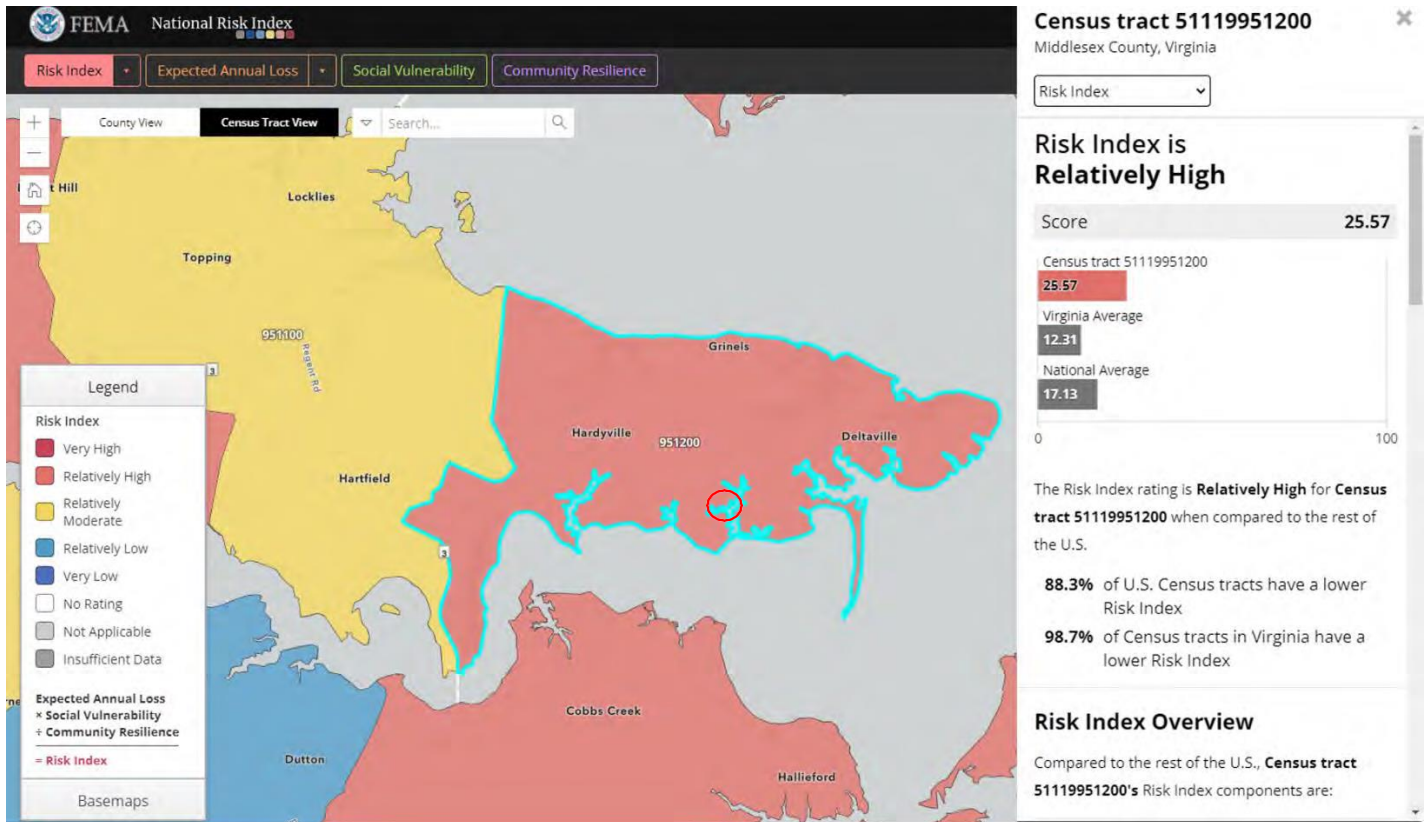 FEMA National Risk Index
Risk Index Expected Annual Loss Social Vulnerability Community Resilience
County View Census Tract View Search...
Hill
Locklies
Topping
951100
Regent Rd
3
Grinels
Hardyville 951200 Deltaville
Hartfield
3
Cobbs Creek
Dutton
Hallieford
Legend
Risk Index
Very High
Relatively High
Relatively
Moderate
Relatively Low
Very Low
No Rating
Not Applicable
Insufficient Data
Expected Annual Loss
× Social Vulnerability
÷ Community Resilience
= Risk Index
Basemaps
Census tract 51119951200
Middlesex County, Virginia
Risk Index
Risk Index is
Relatively High
Score 25.57
Census tract 51119951200
25.57
Virginia Average
12.31
National Average
17.13
0 100
The Risk Index rating is Relatively High for Census
tract 51119951200 when compared to the rest of
the U.S.
88.3% of U.S. Census tracts have a lower
Risk Index
98.7% of Census tracts in Virginia have a
lower Risk Index
Risk Index Overview
Compared to the rest of the U.S., Census tract
51119951200's Risk Index components are: